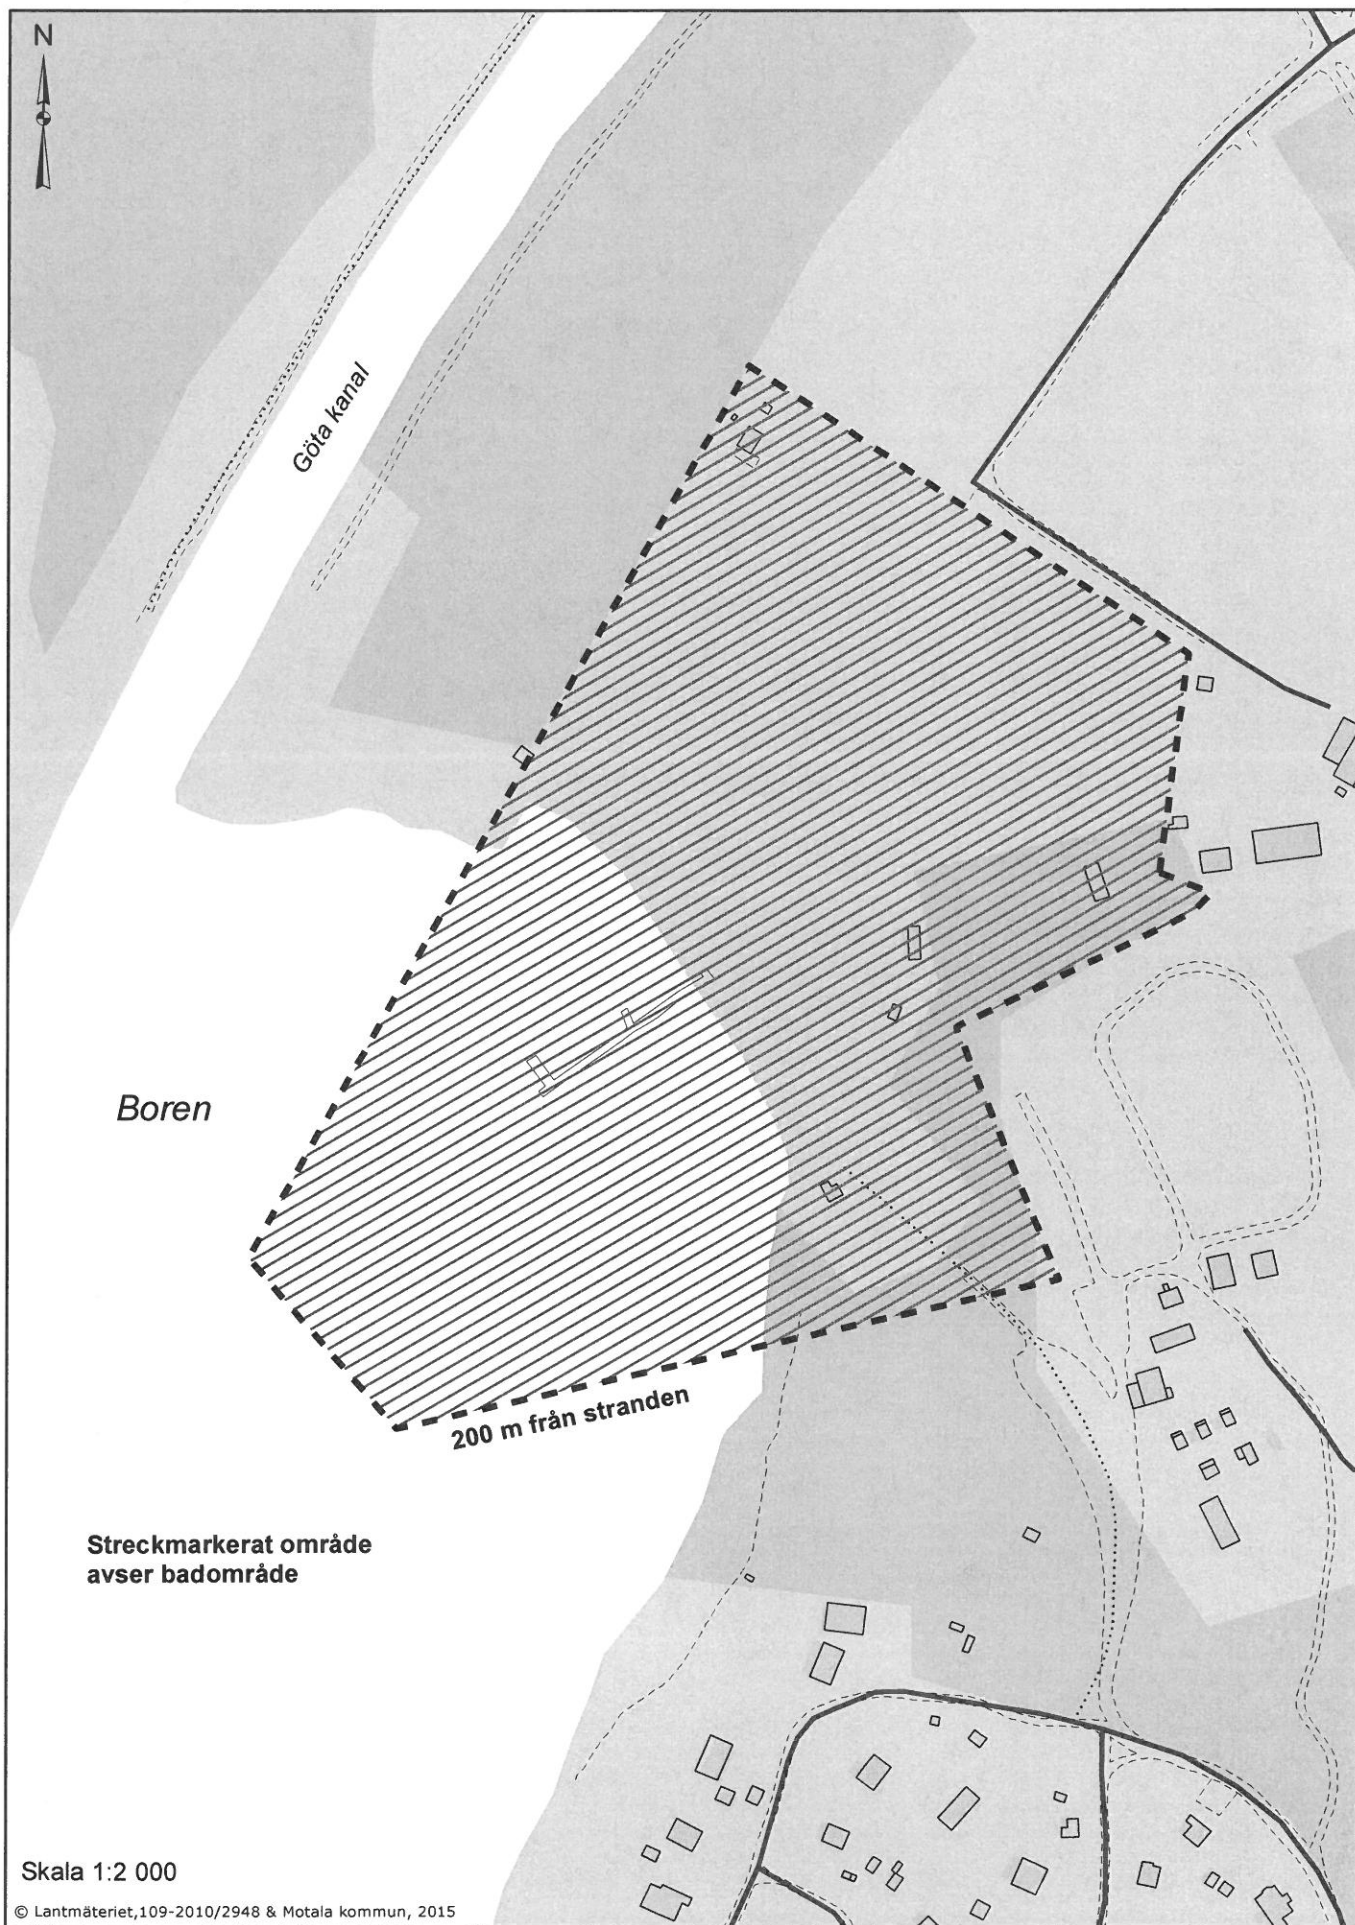 N
Göta kanal
Boren
200 m från stranden
Streckmarkerat område
avser badområde
Skala 1:2 000
© Lantmäteriet,109-2010/2948 & Motala kommun, 2015